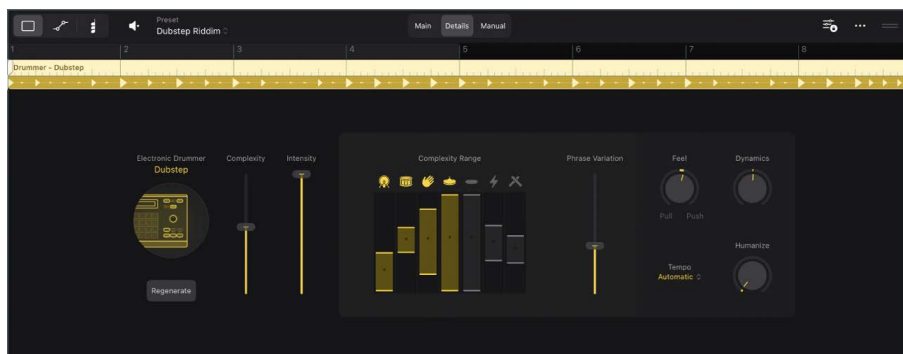 Preset
Dubstep Riddim
Main Details Manual
1 2 3 4 5 6 7 8
Drummer - Dubstep
Electronic Drummer
Dubstep
Complexity
Intensity
Complexity Range
Phrase Variation
Feel
Dynamics
Pull Push
Humanize
Tempo
Automatic
Regenerate